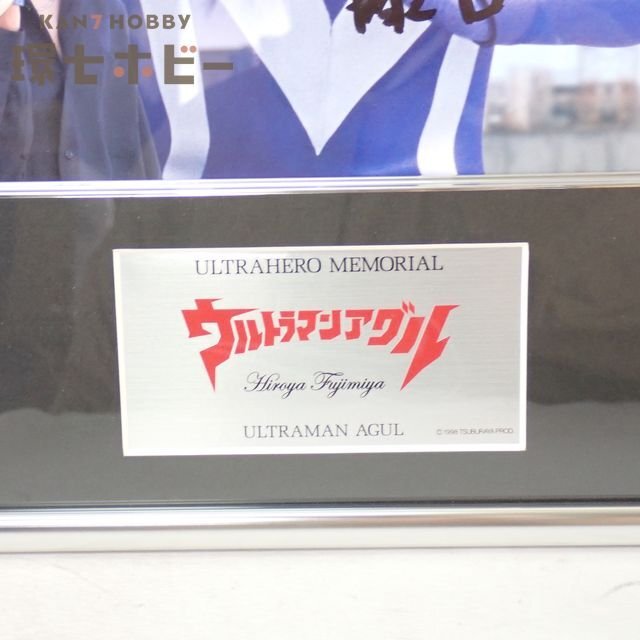 KAN7HOBBY
環七ホビー
ULTRAHERO MEMORIAL
ウルトラマンアグル
Hiroya Fujimiya
ULTRAMAN AGUL
© 1998 TSUBURAYA PROD.